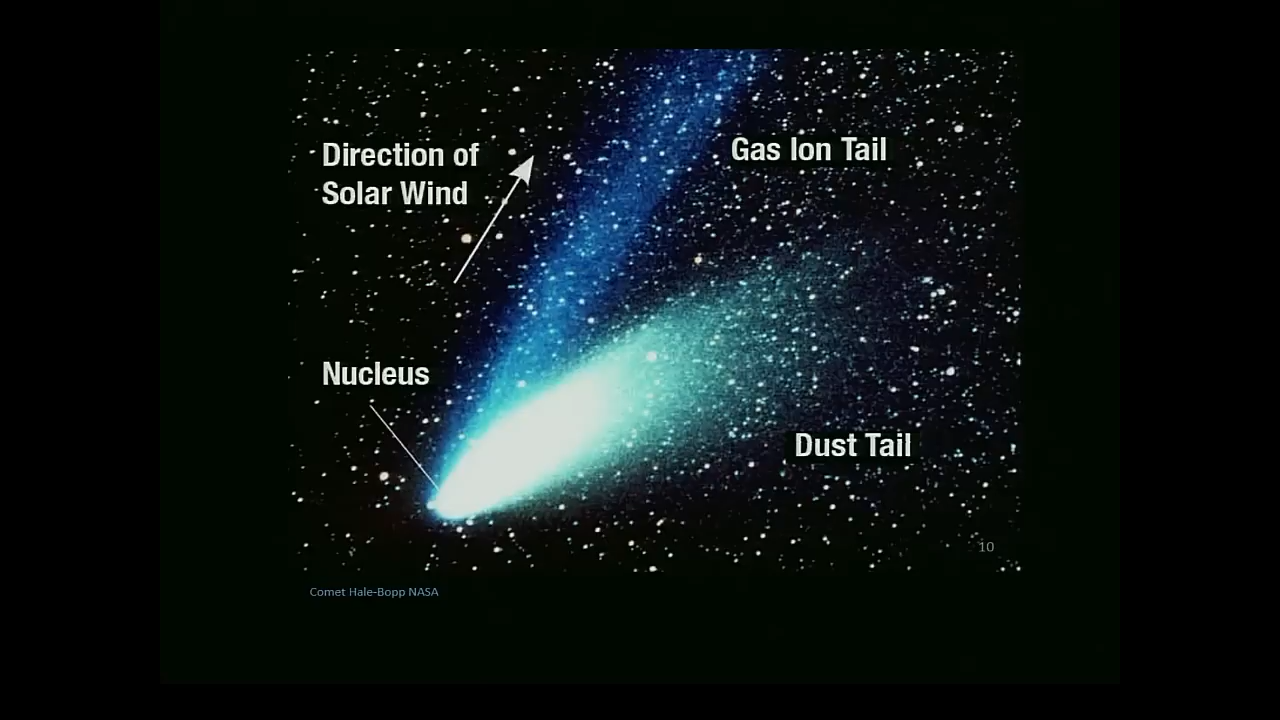 Direction of
Solar Wind
Gas Ion Tail
Nucleus
Dust Tail
10
Comet Hale-Bopp NASA